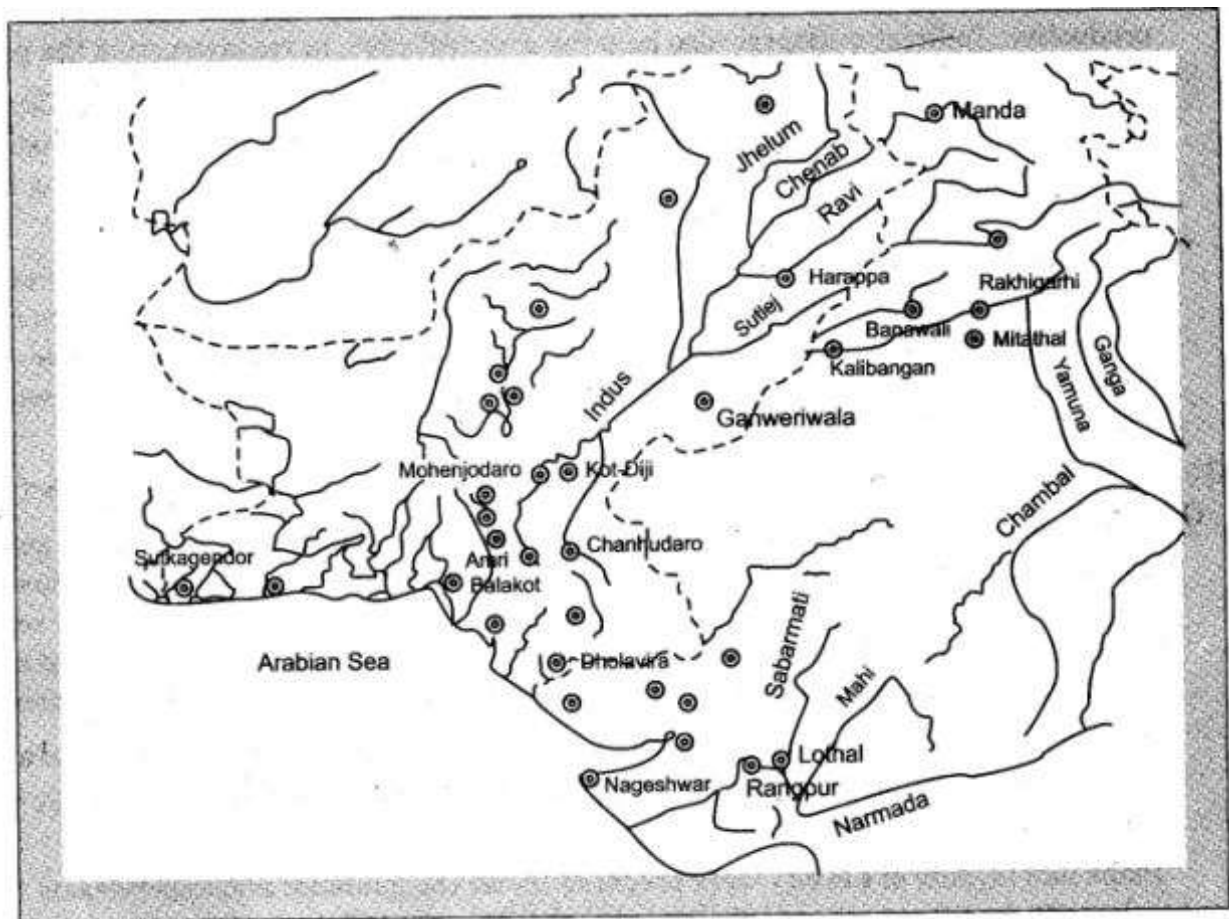 Manda
Jhelum
Chenab
Ravi
Harappa
Rakhigarhi
Sutlej
Banawali
Mitathal
Kalibangan
Yamuna
Ganga
Indus
Ganweriwala
Mohenjodaro
Kot-Diji
Chambal
Chanhudaro
Sutkagendor
Amri
Balakot
Arabian Sea
Dholavira
Sabarmati
Mahi
Lothal
Nageshwar
Rangpur
Narmada